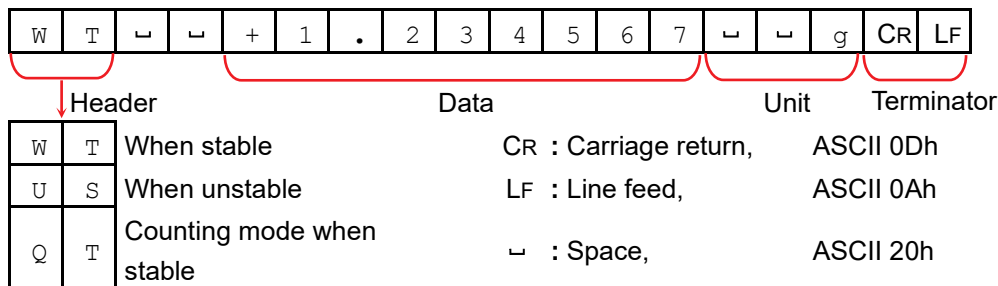 W T ␣ ␣ + 1 . 2 3 4 5 6 7 ␣ ␣ g CR LF
Header Data Unit Terminator
W T When stable CR : Carriage return, ASCII 0Dh
U S When unstable LF : Line feed, ASCII 0Ah
Q T Counting mode when stable ␣ : Space, ASCII 20h